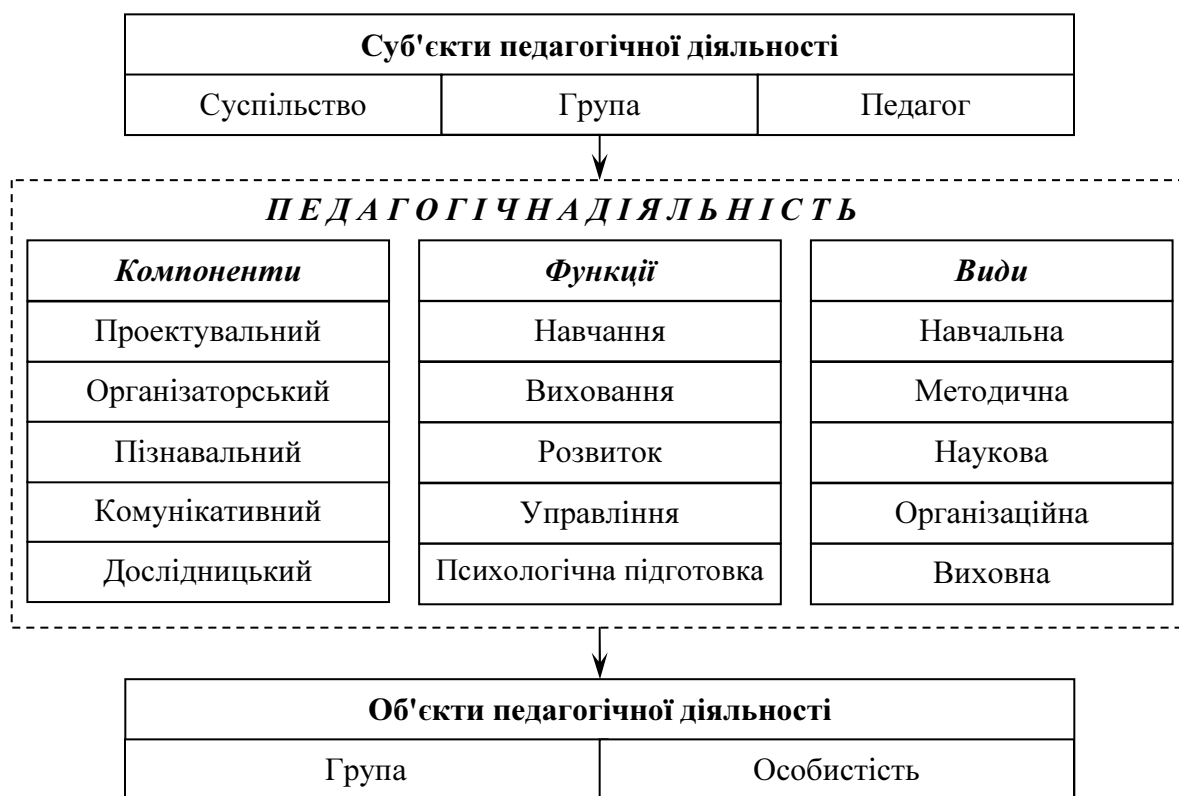 Суб'єкти педагогічної діяльності
Суспільство Група Педагог
П Е Д А Г О Г І Ч Н А Д І Я Л Ь Н І С Т Ь
Компоненти Функції Види
Проектувальний Навчання Навчальна
Організаторський Виховання Методична
Пізнавальний Розвиток Наукова
Комунікативний Управління Організаційна
Дослідницький Психологічна підготовка Виховна
Об'єкти педагогічної діяльності
Група Особистість